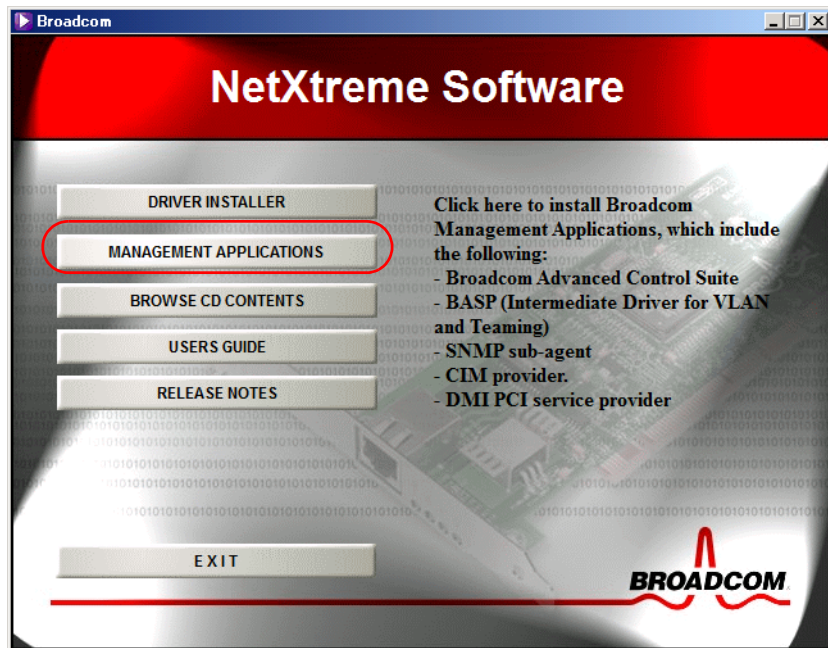 Broadcom
NetXtreme Software
DRIVER INSTALLER
MANAGEMENT APPLICATIONS
BROWSE CD CONTENTS
USERS GUIDE
RELEASE NOTES
EXIT
Click here to install Broadcom
Management Applications, which include
the following:
- Broadcom Advanced Control Suite
- BASP (Intermediate Driver for VLAN
and Teaming)
- SNMP sub-agent
- CIM provider.
- DMI PCI service provider
BROADCOM